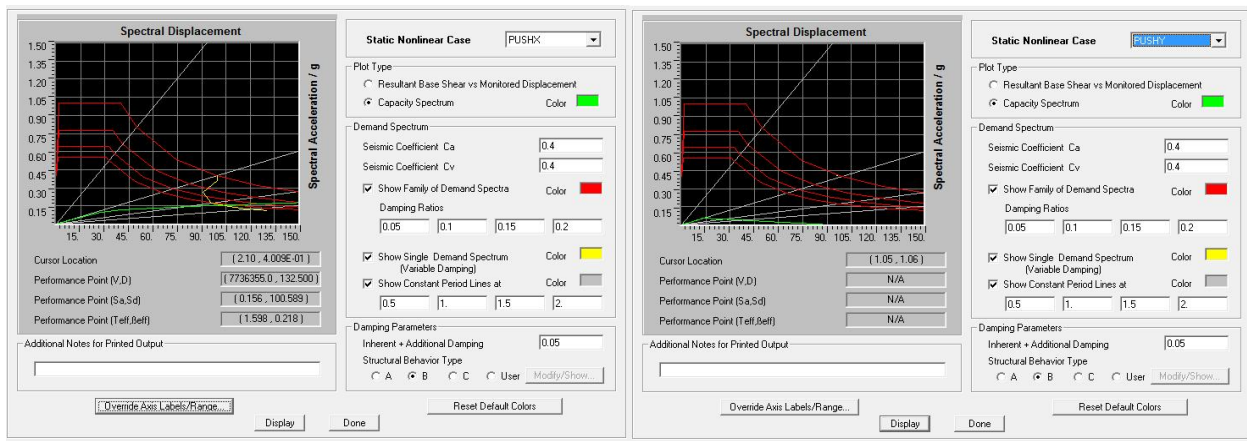 Spectral Displacement
1.50
1.35
1.20
1.05
0.90
0.75
0.60
0.45
0.30
0.15
15. 30. 45. 60. 75. 90. 105. 120. 135. 150.
Spectral Acceleration / g
Cursor Location ( 2.10 , 4.009E-01 )
Performance Point (V,D) ( 7736355.0 , 132.500 )
Performance Point (Sa,Sd) ( 0.156 , 100.589 )
Performance Point (Teff,ßeff) ( 1.598 , 0.218 )
Additional Notes for Printed Output
Override Axis Labels/Range...
Static Nonlinear Case PUSHX
Plot Type
Resultant Base Shear vs Monitored Displacement
Capacity Spectrum Color
Demand Spectrum
Seismic Coefficient Ca 0.4
Seismic Coefficient Cv 0.4
Show Family of Demand Spectra Color
Damping Ratios
0.05 0.1 0.15 0.2
Show Single Demand Spectrum Color
(Variable Damping)
Show Constant Period Lines at Color
0.5 1. 1.5 2.
Damping Parameters
Inherent + Additional Damping 0.05
Structural Behavior Type
A B C User Modify/Show...
Reset Default Colors
Display Done
Spectral Displacement
1.50
1.35
1.20
1.05
0.90
0.75
0.60
0.45
0.30
0.15
15. 30. 45. 60. 75. 90. 105. 120. 135. 150.
Spectral Acceleration / g
Cursor Location ( 1.05 , 1.06 )
Performance Point (V,D) N/A
Performance Point (Sa,Sd) N/A
Performance Point (Teff,ßeff) N/A
Additional Notes for Printed Output
Override Axis Labels/Range...
Static Nonlinear Case PUSHY
Plot Type
Resultant Base Shear vs Monitored Displacement
Capacity Spectrum Color
Demand Spectrum
Seismic Coefficient Ca 0.4
Seismic Coefficient Cv 0.4
Show Family of Demand Spectra Color
Damping Ratios
0.05 0.1 0.15 0.2
Show Single Demand Spectrum Color
(Variable Damping)
Show Constant Period Lines at Color
0.5 1. 1.5 2.
Damping Parameters
Inherent + Additional Damping 0.05
Structural Behavior Type
A B C User Modify/Show...
Reset Default Colors
Display Done